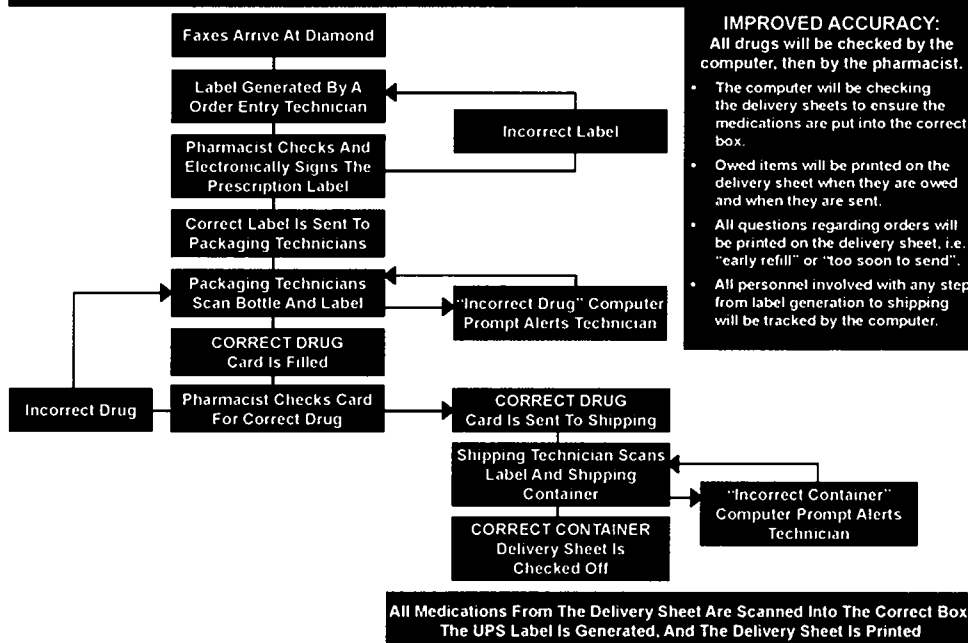 Faxes Arrive At Diamond
Label Generated By A
Order Entry Technician
Incorrect Label
Pharmacist Checks And
Electronically Signs The
Prescription Label
Correct Label Is Sent To
Packaging Technicians
Packaging Technicians
Scan Bottle And Label
"Incorrect Drug" Computer
Prompt Alerts Technician
CORRECT DRUG
Card Is Filled
Incorrect Drug
Pharmacist Checks Card
For Correct Drug
CORRECT DRUG
Card Is Sent To Shipping
Shipping Technician Scans
Label And Shipping
Container
"Incorrect Container"
Computer Prompt Alerts
Technician
CORRECT CONTAINER
Delivery Sheet Is
Checked Off
All Medications From The Delivery Sheet Are Scanned Into The Correct Box
The UPS Label Is Generated, And The Delivery Sheet Is Printed
IMPROVED ACCURACY:
All drugs will be checked by the
computer, then by the pharmacist.
• The computer will be checking
the delivery sheets to ensure the
medications are put into the correct
box.
• Owed items will be printed on the
delivery sheet when they are owed
and when they are sent.
• All questions regarding orders will
be printed on the delivery sheet, i.e.
"early refill" or "too soon to send".
• All personnel involved with any step
from label generation to shipping
will be tracked by the computer.